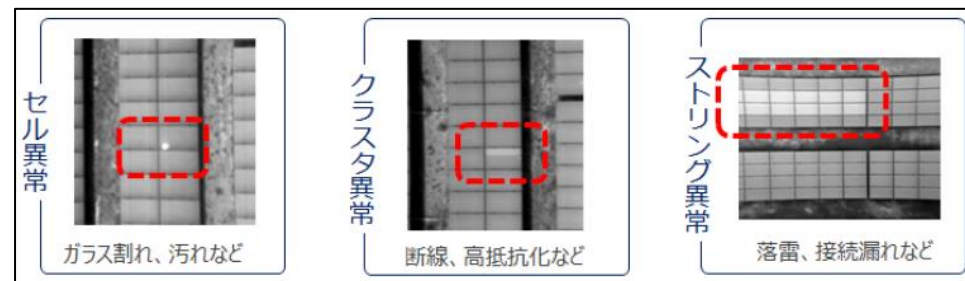 セル異常
ガラス割れ、汚れなど
クラスタ異常
断線、高抵抗化など
ストリング異常
落雷、接続漏れなど